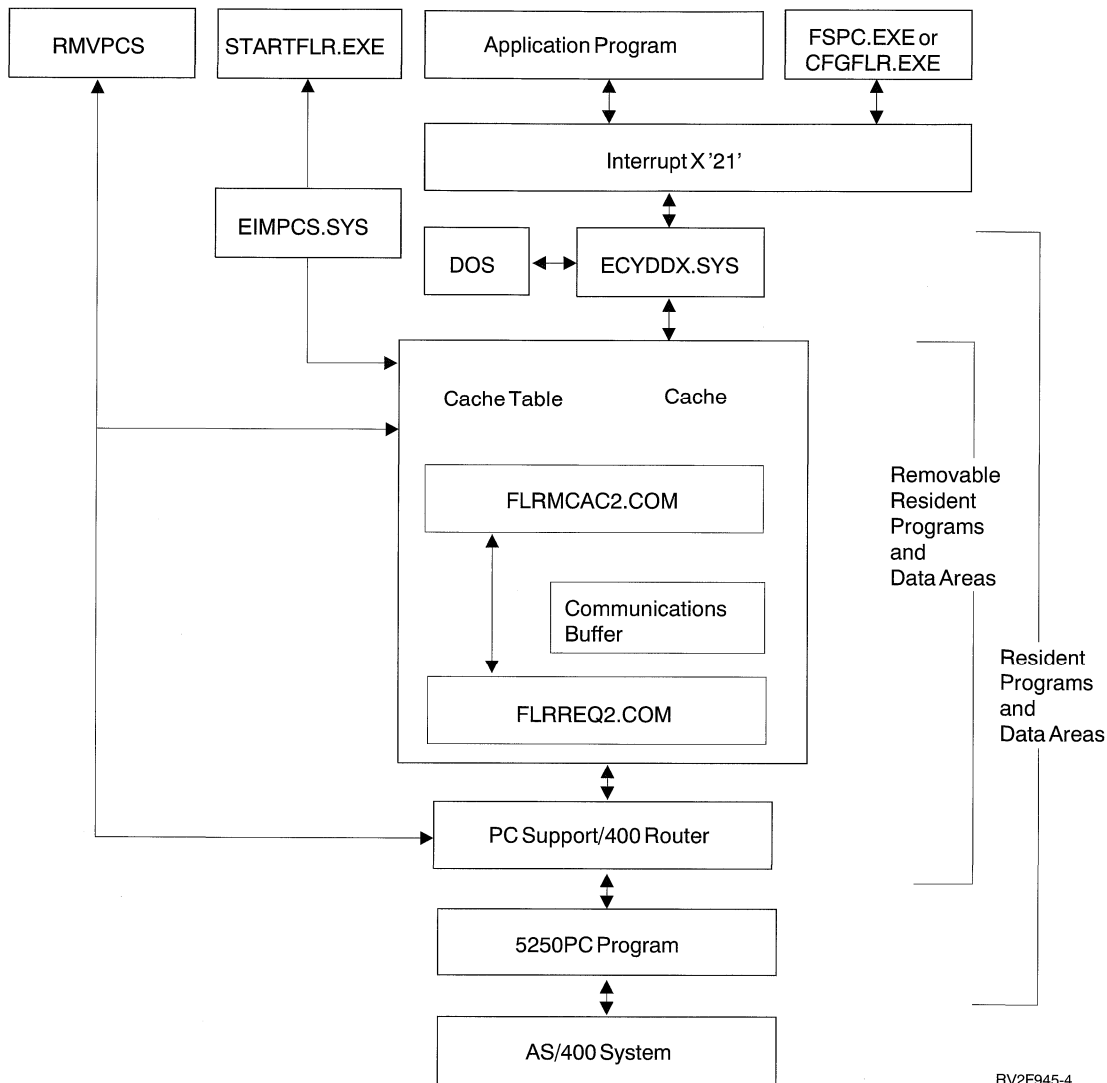 RMVPCS
STARTFLR.EXE
Application Program
FSPC.EXE or
CFGFLR.EXE
Interrupt X '21'
EIMPCS.SYS
DOS
ECYDDX.SYS
Cache Table
Cache
FLRMCAC2.COM
Removable
Resident
Programs
and
Data Areas
Communications
Buffer
Resident
Programs
and
Data Areas
FLRREQ2.COM
PC Support/400 Router
5250PC Program
AS/400 System
RV2F945-4